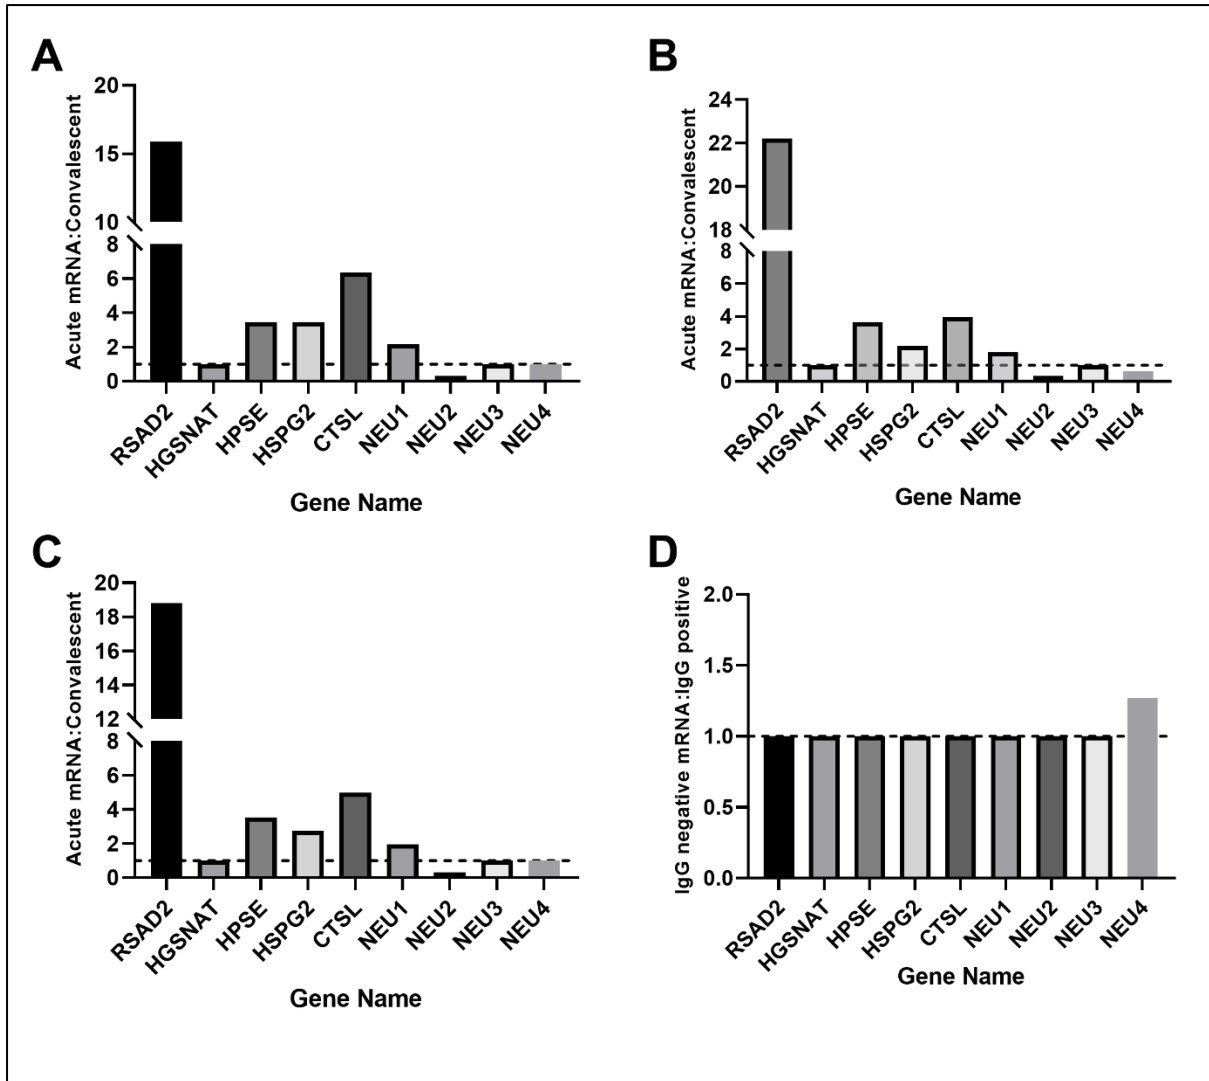 A
Acute mRNA:Convalescent
20
15
10
8
6
4
2
0
RSAD2
HGSNAT
HPSE
HSPG2
CTSL
NEU1
NEU2
NEU3
NEU4
Gene Name
B
Acute mRNA:Convalescent
24
22
20
18
8
6
4
2
0
RSAD2
HGSNAT
HPSE
HSPG2
CTSL
NEU1
NEU2
NEU3
NEU4
Gene Name
C
Acute mRNA:Convalescent
20
18
16
14
12
8
6
4
2
0
RSAD2
HGSNAT
HPSE
HSPG2
CTSL
NEU1
NEU2
NEU3
NEU4
Gene Name
D
IgG negative mRNA:IgG positive
2.0
1.5
1.0
0.5
0.0
RSAD2
HGSNAT
HPSE
HSPG2
CTSL
NEU1
NEU2
NEU3
NEU4
Gene Name